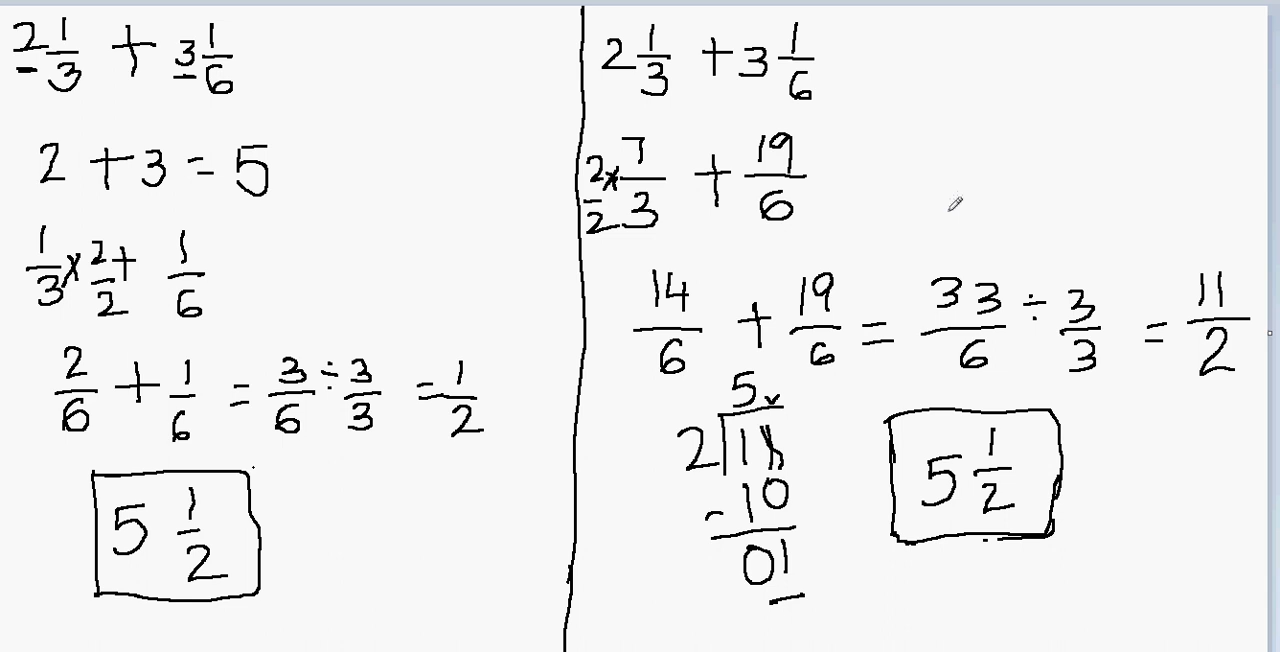 2 1/3 + 3 1/6
2 + 3 = 5
1/3 × 2/2 + 1/6
2/6 + 1/6 = 3/6 ÷ 3/3 = 1/2
5 1/2
2 1/3 + 3 1/6
2/2 × 7/3 + 19/6
14/6 + 19/6 = 33/6 ÷ 3/3 = 11/2
5
2 11
- 10
01
5 1/2